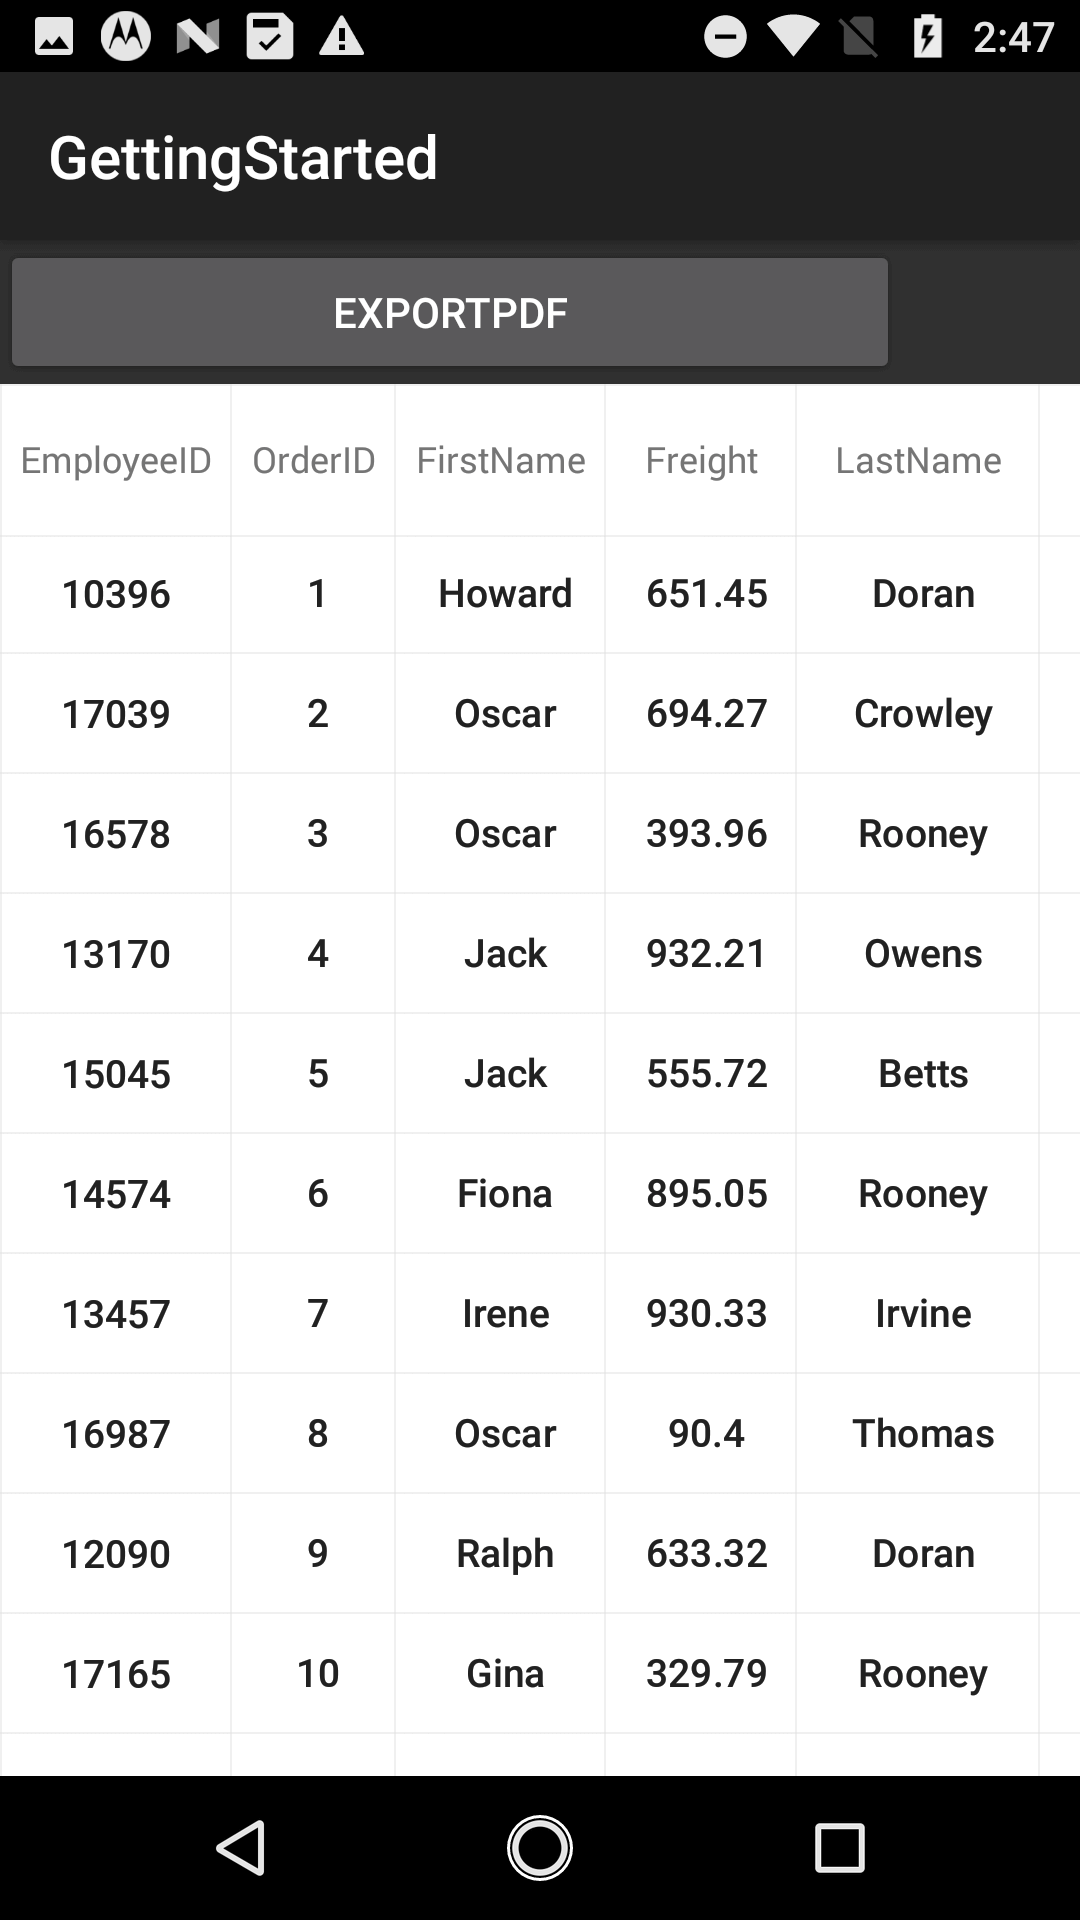 2:47
GettingStarted
EXPORTPDF
EmployeeID OrderID FirstName Freight LastName
10396 1 Howard 651.45 Doran
17039 2 Oscar 694.27 Crowley
16578 3 Oscar 393.96 Rooney
13170 4 Jack 932.21 Owens
15045 5 Jack 555.72 Betts
14574 6 Fiona 895.05 Rooney
13457 7 Irene 930.33 Irvine
16987 8 Oscar 90.4 Thomas
12090 9 Ralph 633.32 Doran
17165 10 Gina 329.79 Rooney